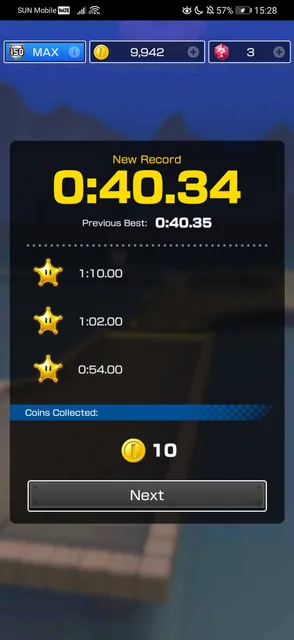 SUN Mobile VoLTE 57% 15:28
150 MAX i 9,942 + 3 +
New Record
0:40.34
Previous Best: 0:40.35
1:10.00
1:02.00
0:54.00
Coins Collected:
10
Next